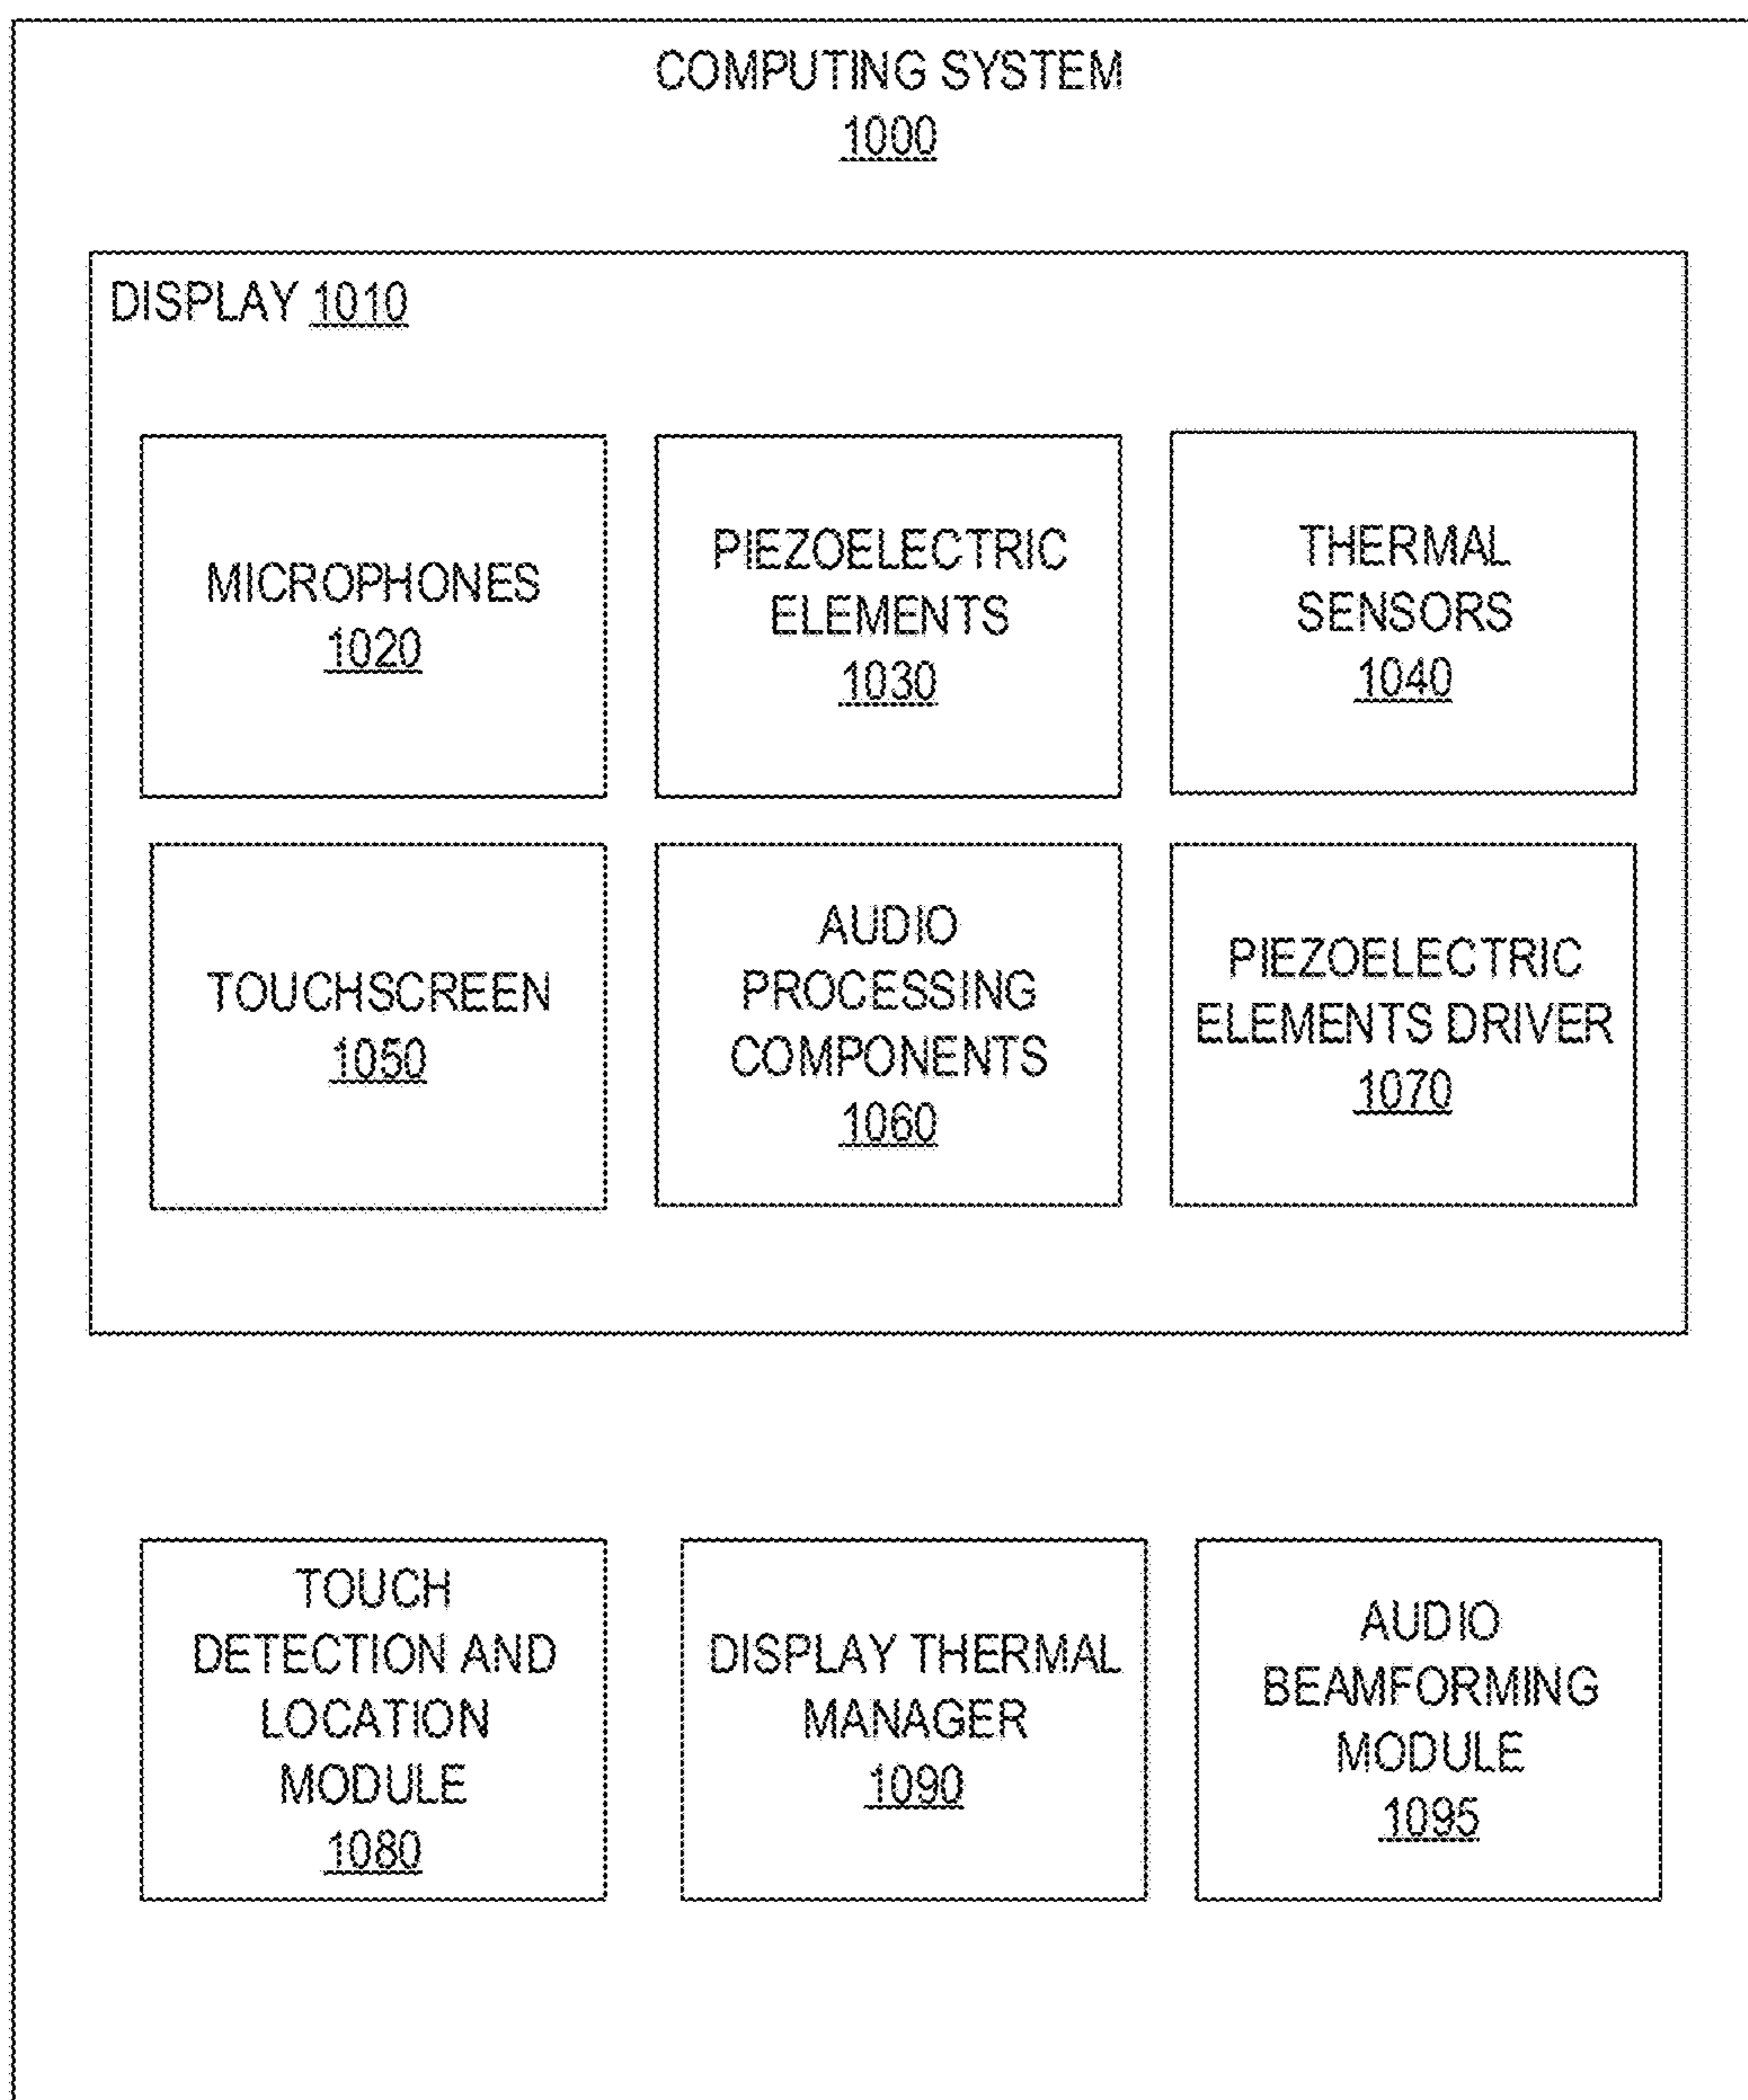 COMPUTING SYSTEM
1000
DISPLAY 1010
MICROPHONES
1020
PIEZOELECTRIC
ELEMENTS
1030
THERMAL
SENSORS
1040
TOUCHSCREEN
1050
AUDIO
PROCESSING
COMPONENTS
1060
PIEZOELECTRIC
ELEMENTS DRIVER
1070
TOUCH
DETECTION AND
LOCATION
MODULE
1080
DISPLAY THERMAL
MANAGER
1090
AUDIO
BEAMFORMING
MODULE
1095